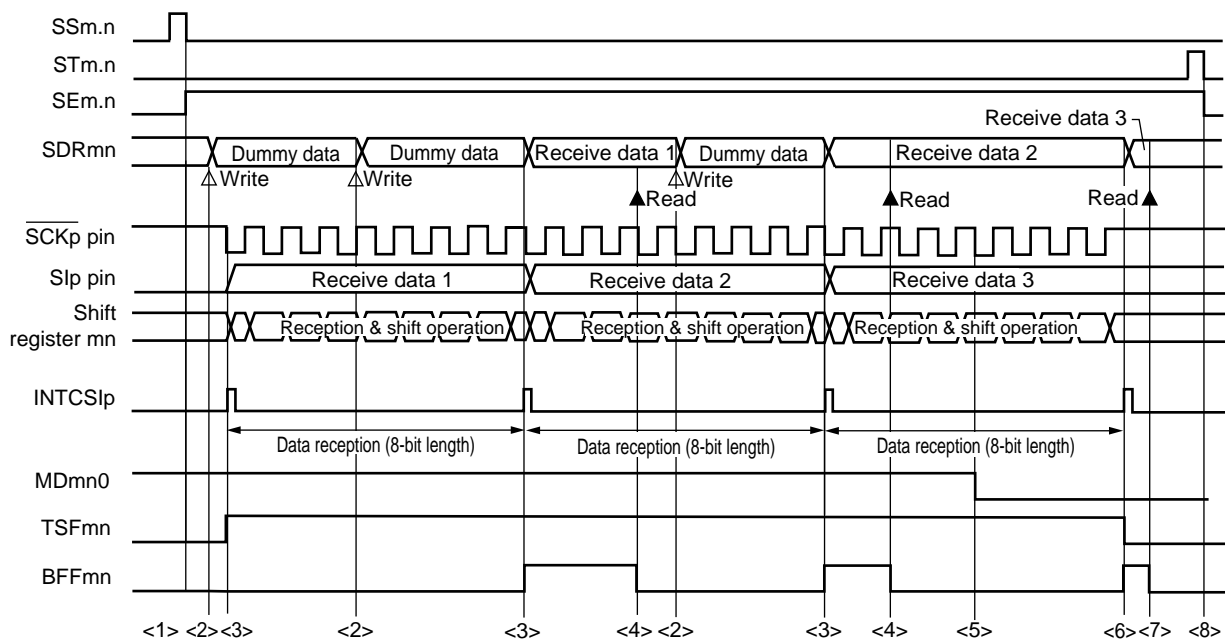 SSm.n
STm.n
SEm.n
Receive data 3
SDRmn
Dummy data
Dummy data
Receive data 1
Dummy data
Receive data 2
Write
Write
Write
Read
Read
Read
SCKp pin
SIp pin
Receive data 1
Receive data 2
Receive data 3
Shift
register mn
Reception & shift operation
Reception & shift operation
Reception & shift operation
INTCSIp
Data reception (8-bit length)
Data reception (8-bit length)
Data reception (8-bit length)
MDmn0
TSFmn
BFFmn
<1> <2> <3> <2> <3> <4> <2> <3> <4> <5> <6> <7> <8>